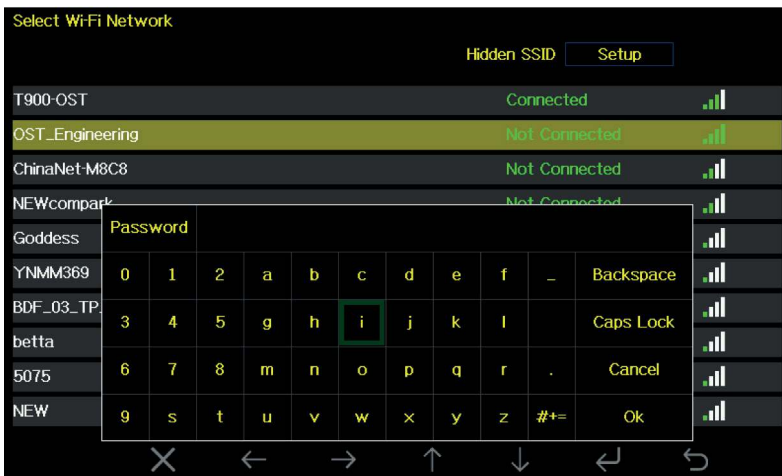 Select Wi-Fi Network
Hidden SSID Setup
T900-OST Connected
OST_Engineering Not Connected
ChinaNet-M8C8 Not Connected
NEWcompark Not Connected
Goddess
YNMM369
BDF_03_TP
betta
5075
NEW
Password
0 1 2 a b c d e f _ Backspace
3 4 5 g h i j k l Caps Lock
6 7 8 m n o p q r . Cancel
9 s t u v w x y z #+= Ok